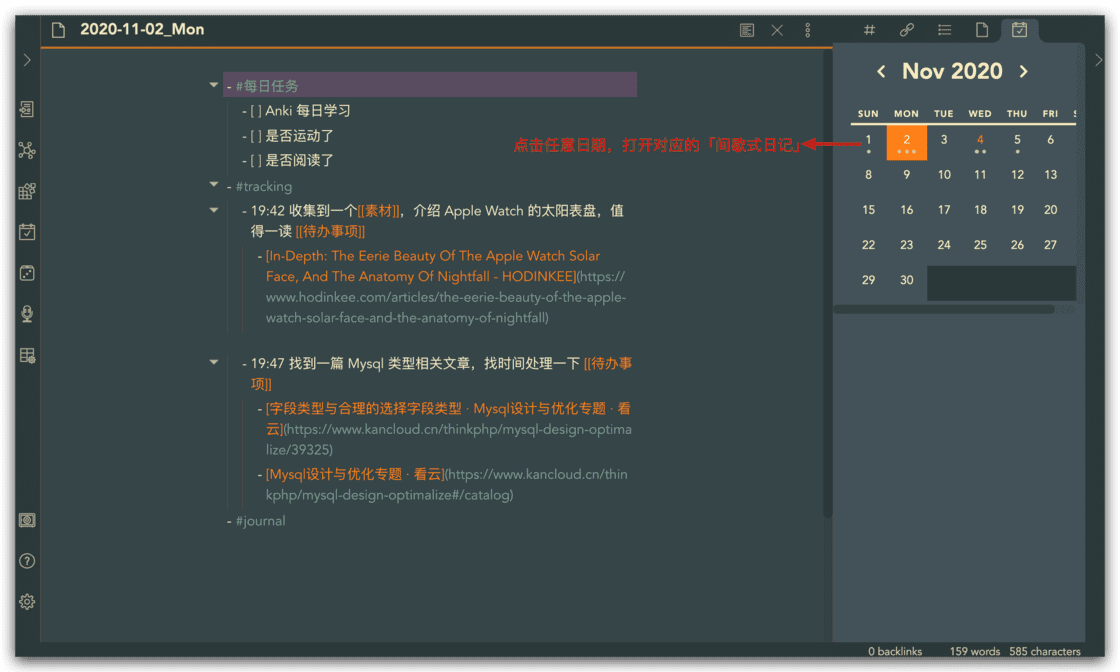 2020-11-02_Mon
- #每日任务
- [ ] Anki 每日学习
- [ ] 是否运动了
- [ ] 是否阅读了
- #tracking
- 19:42 收集到一个[[素材]]，介绍 Apple Watch 的太阳表盘，值
得一读 [[待办事项]]
- [In-Depth: The Eerie Beauty Of The Apple Watch Solar
Face, And The Anatomy Of Nightfall - HODINKEE](https://
www.hodinkee.com/articles/the-eerie-beauty-of-the-apple-
watch-solar-face-and-the-anatomy-of-nightfall)
- 19:47 找到一篇 Mysql 类型相关文章，找时间处理一下 [[待办事
项]]
- [字段类型与合理的选择字段类型 · Mysql设计与优化专题 · 看
云](https://www.kancloud.cn/thinkphp/mysql-design-optima
lize/39325)
- [Mysql设计与优化专题 · 看云](https://www.kancloud.cn/thin
kphp/mysql-design-optimalize#/catalog)
- #journal
点击任意日期，打开对应的「间歇式日记」
Nov 2020
SUN MON TUE WED THU FRI
1 2 3 4 5 6
8 9 10 11 12 13
15 16 17 18 19 20
22 23 24 25 26 27
29 30
0 backlinks 159 words 585 characters